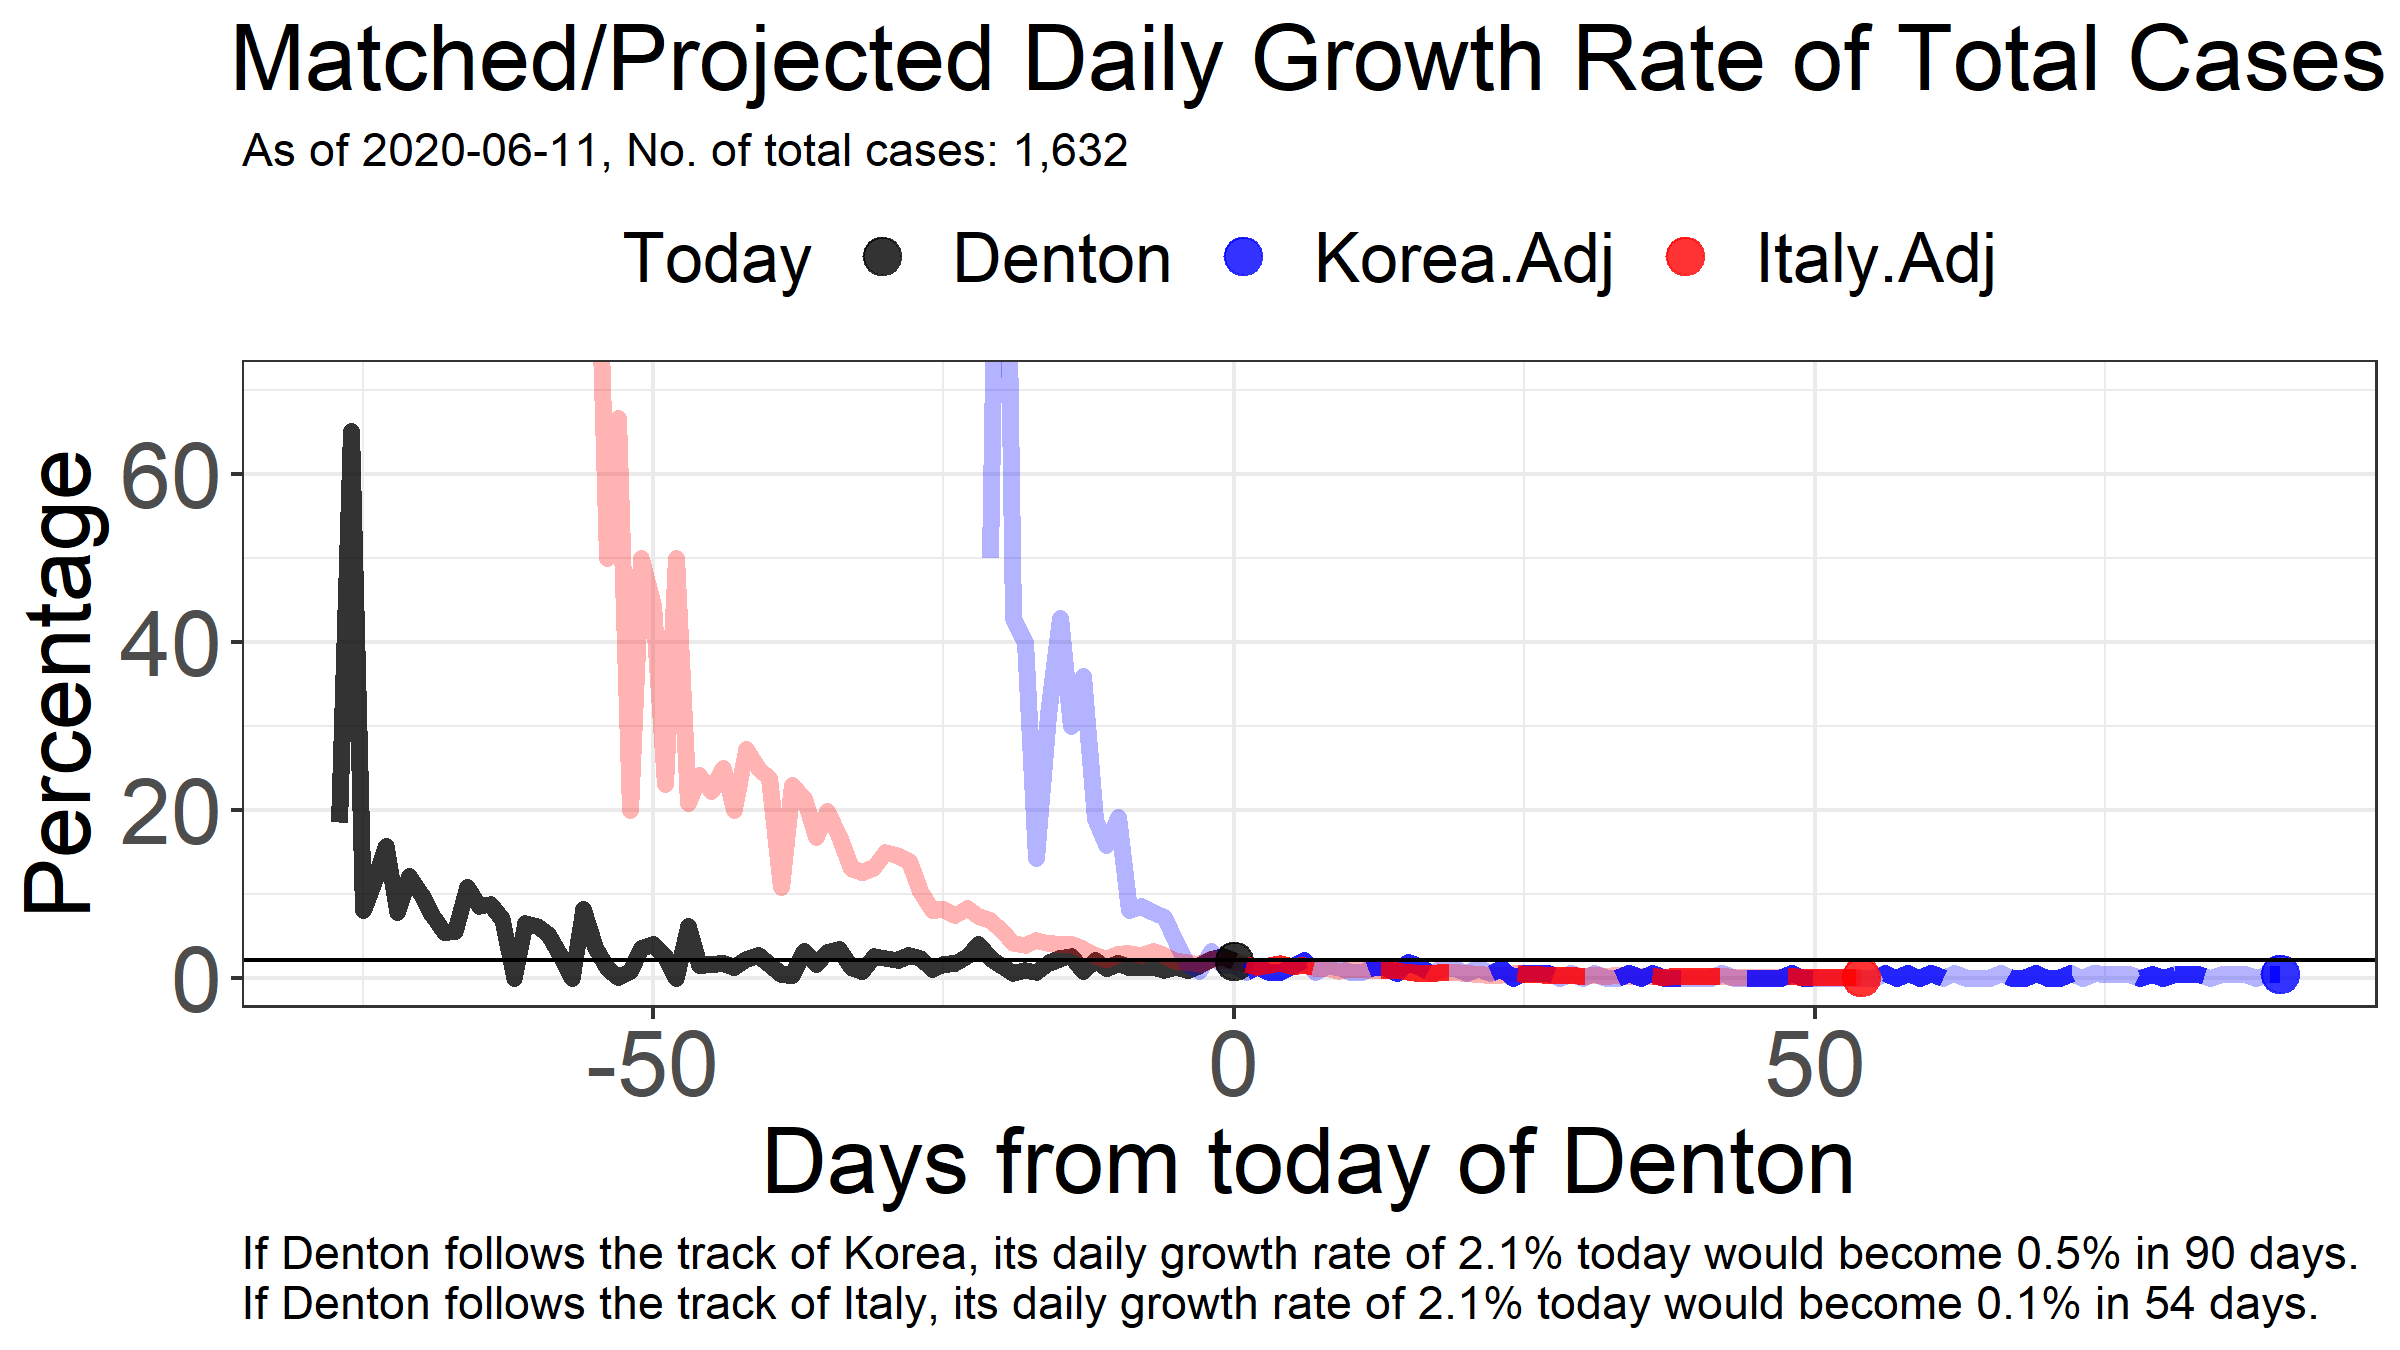 Matched/Projected Daily Growth Rate of Total Cases
As of 2020-06-11, No. of total cases: 1,632
Today Denton Korea.Adj Italy.Adj
Percentage
60
40
20
0
-50 0 50
Days from today of Denton
If Denton follows the track of Korea, its daily growth rate of 2.1% today would become 0.5% in 90 days.
If Denton follows the track of Italy, its daily growth rate of 2.1% today would become 0.1% in 54 days.